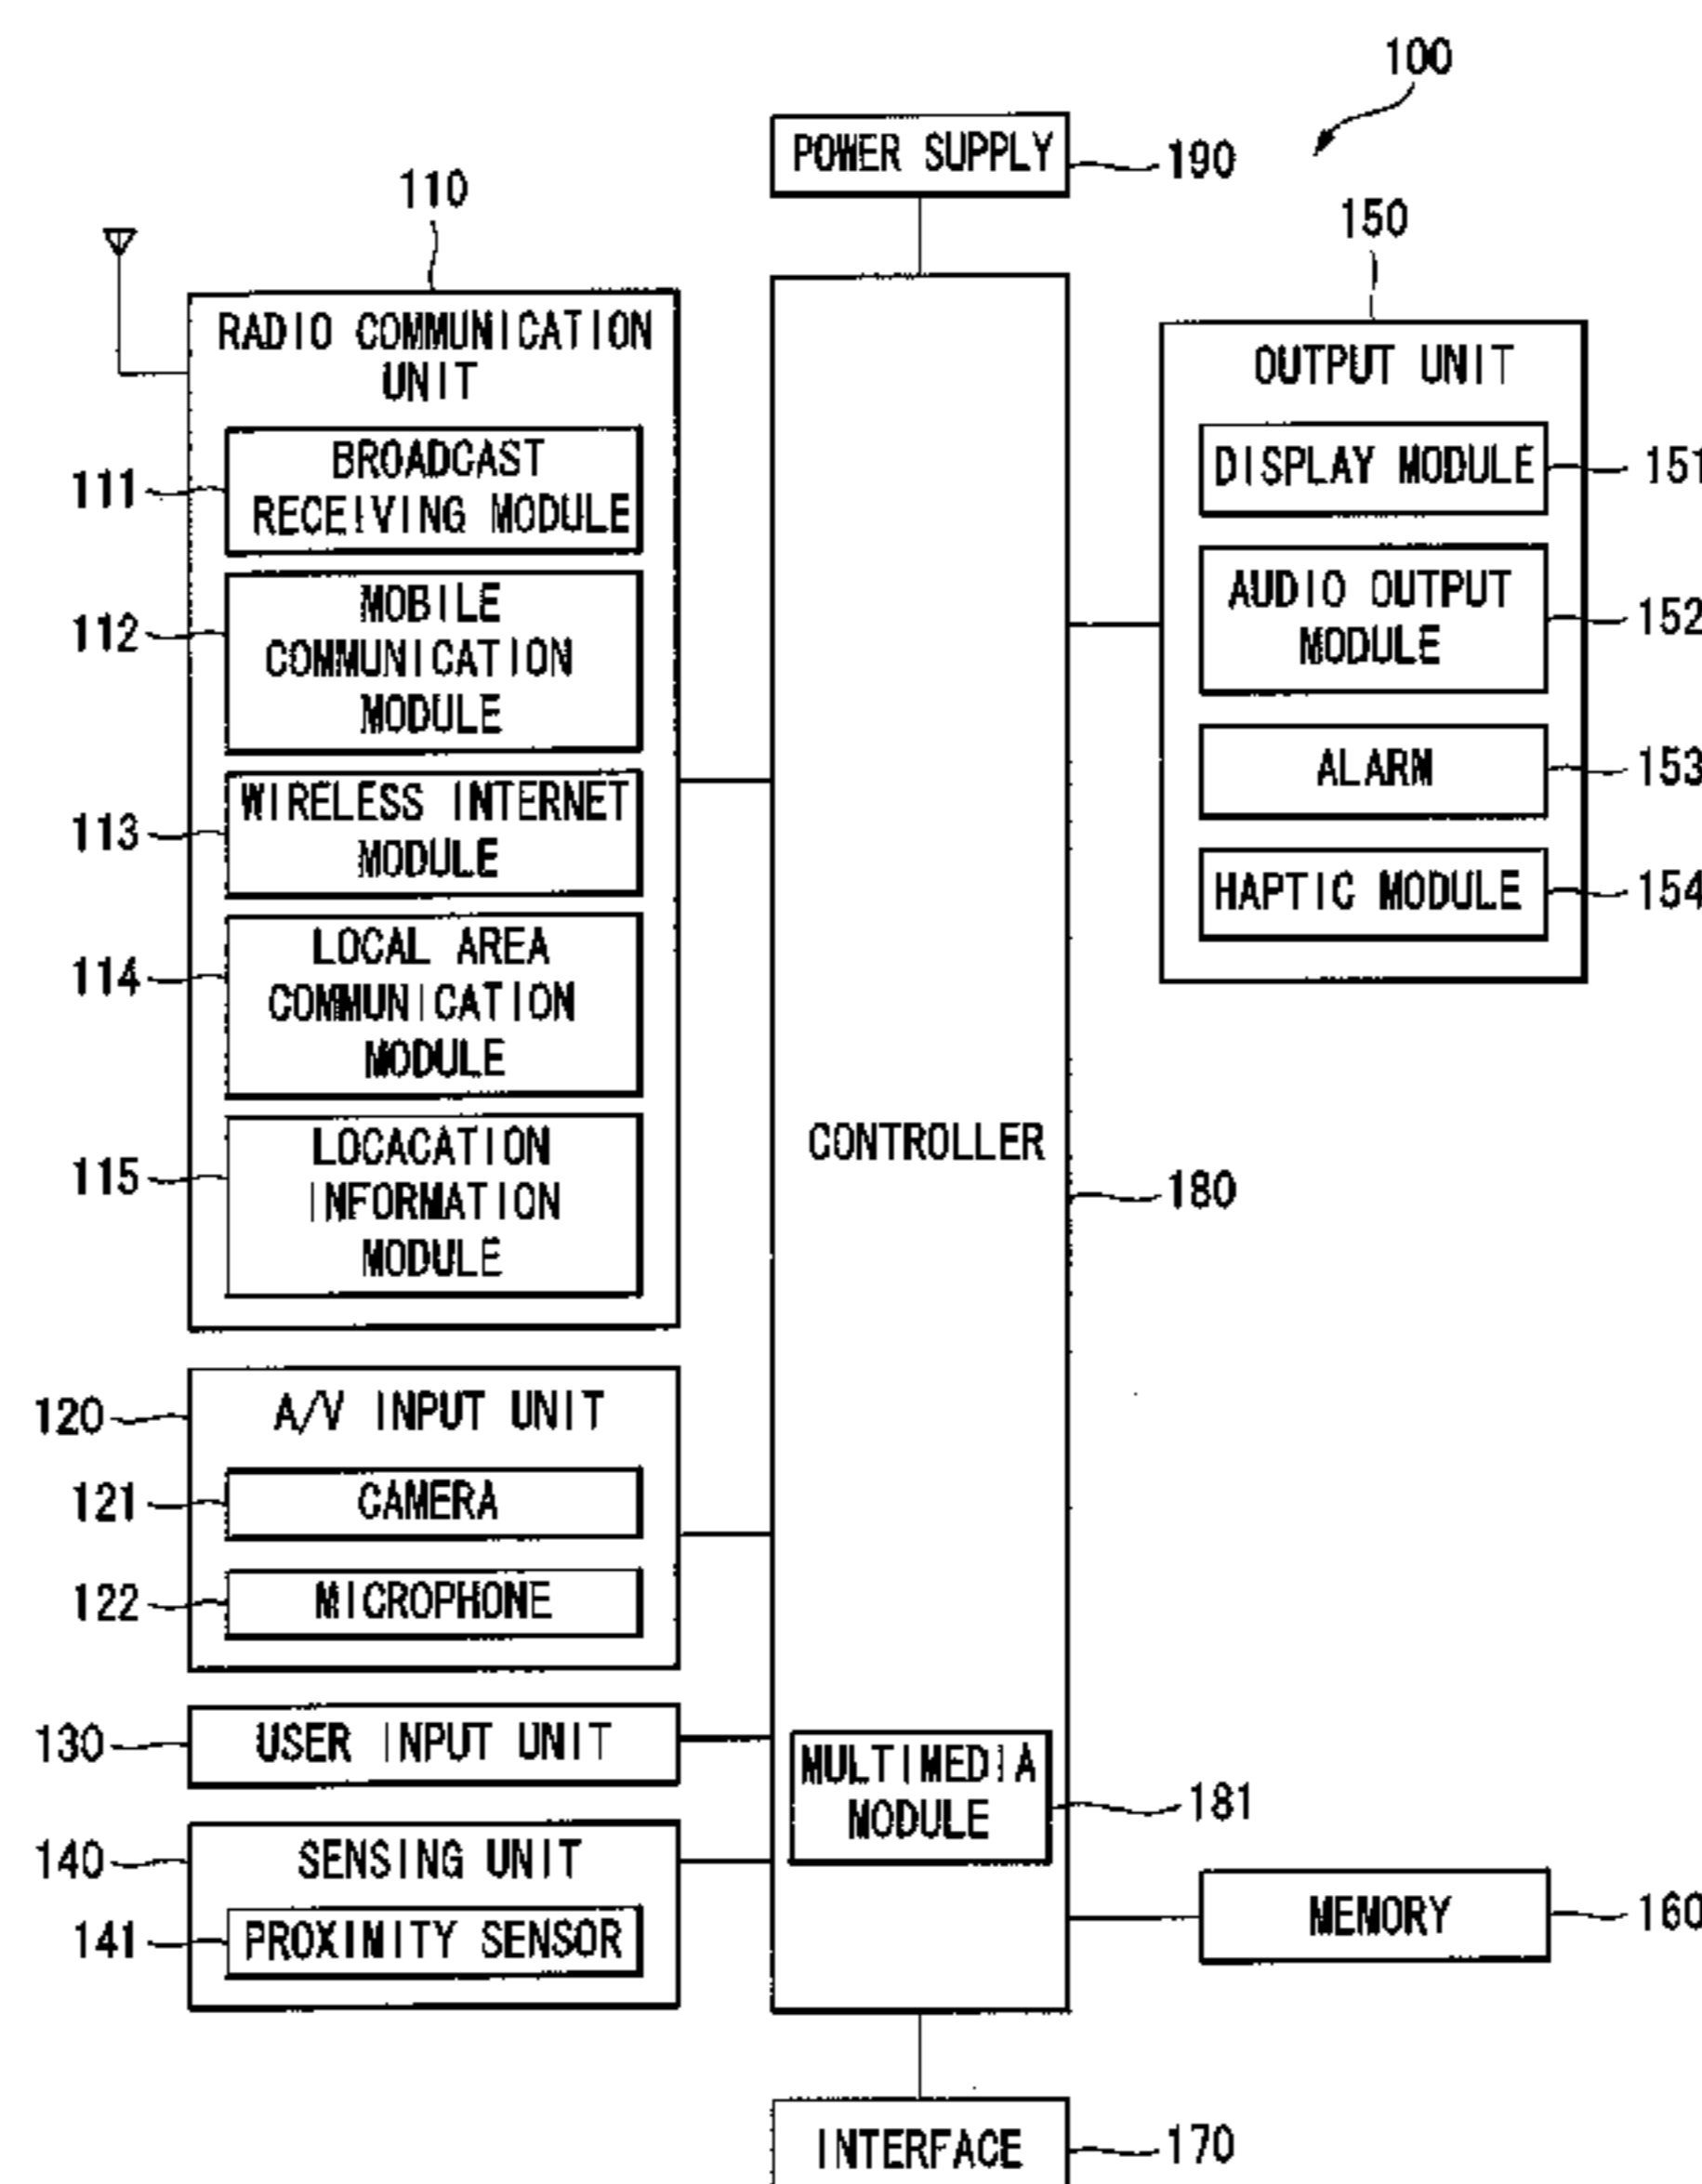 100
POWER SUPPLY
190
110
150
RADIO COMMUNICATION
UNIT
OUTPUT UNIT
111
BROADCAST
RECEIVING MODULE
DISPLAY MODULE
151
112
MOBILE
COMMUNICATION
MODULE
AUDIO OUTPUT
MODULE
152
113
WIRELESS INTERNET
MODULE
ALARM
153
114
LOCAL AREA
COMMUNICATION
MODULE
HAPTIC MODULE
154
115
LOCACATION
INFORMATION
MODULE
CONTROLLER
180
120
A/V INPUT UNIT
121
CAMERA
122
MICROPHONE
130
USER INPUT UNIT
MULTIMEDIA
MODULE
181
140
SENSING UNIT
141
PROXIMITY SENSOR
MEMORY
160
INTERFACE
170